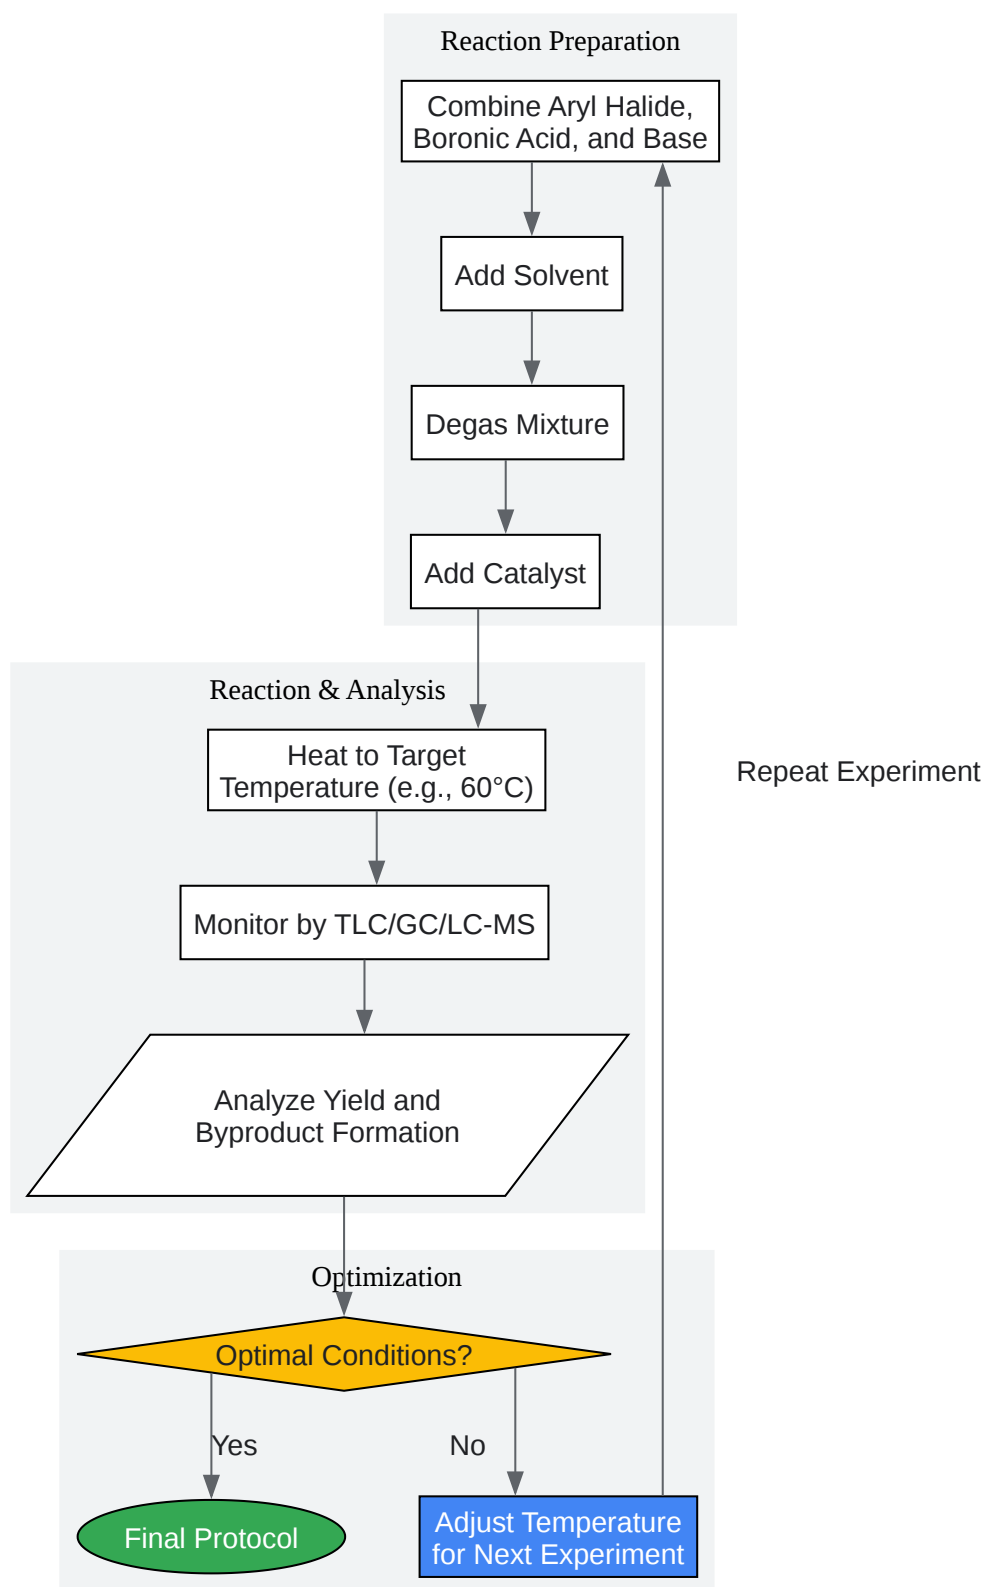 Reaction Preparation
Combine Aryl Halide,
Boronic Acid, and Base
Add Solvent
Degas Mixture
Add Catalyst
Reaction & Analysis
Heat to Target
Temperature (e.g., 60°C)
Repeat Experiment
Monitor by TLC/GC/LC-MS
Analyze Yield and
Byproduct Formation
Optimization
Optimal Conditions?
Yes
No
Final Protocol
Adjust Temperature
for Next Experiment